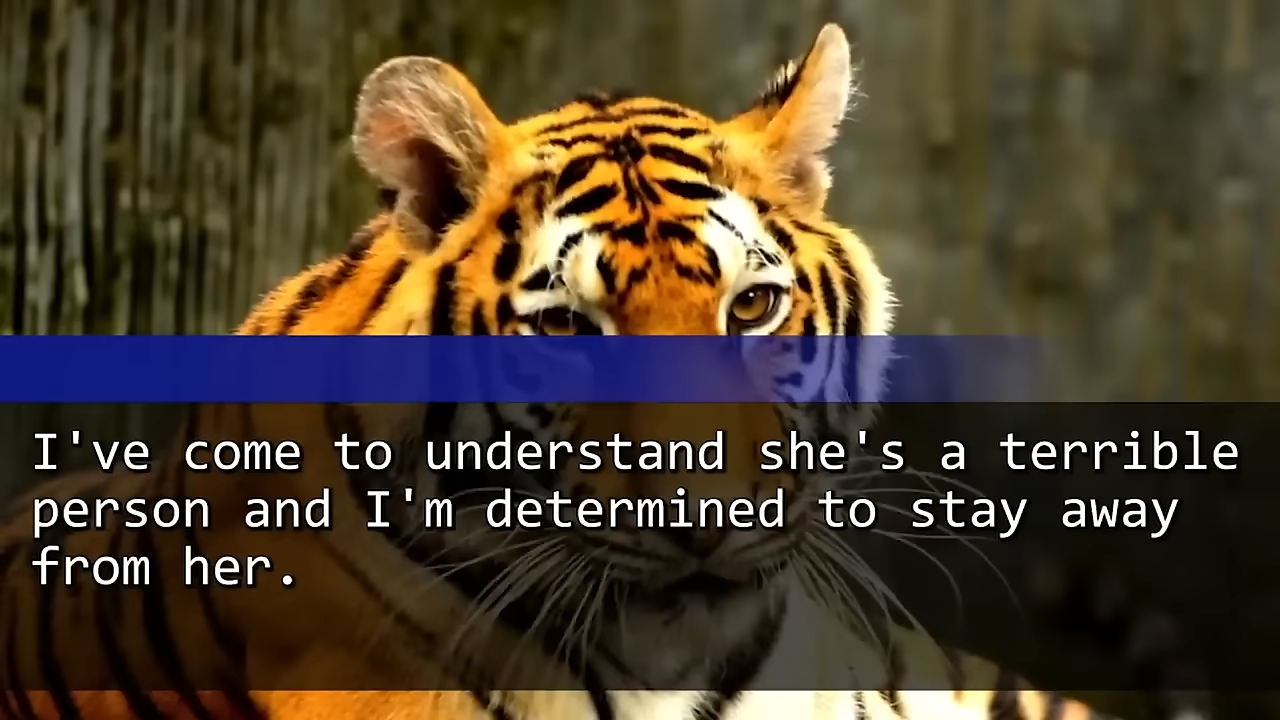 I've come to understand she's a terrible
person and I'm determined to stay away
from her.